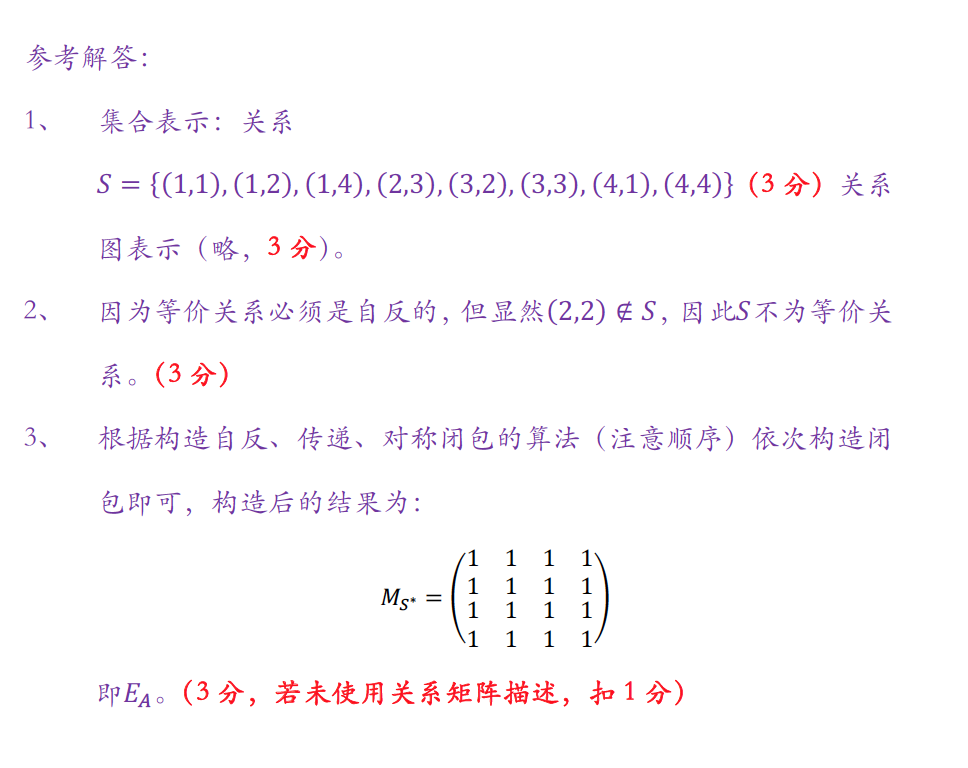 参考解答：
1、 集合表示：关系
S = {(1,1), (1,2), (1,4), (2,3), (3,2), (3,3), (4,1), (4,4)}（3 分）关系
图表示（略，3 分）。
2、 因为等价关系必须是自反的，但显然(2,2) ∉ S，因此S不为等价关
系。（3 分）
3、 根据构造自反、传递、对称闭包的算法（注意顺序）依次构造闭
包即可，构造后的结果为：
1 1 1 1
1 1 1 1
M_{S*} =
1 1 1 1
1 1 1 1
即E_A。（3 分，若未使用关系矩阵描述，扣 1 分）